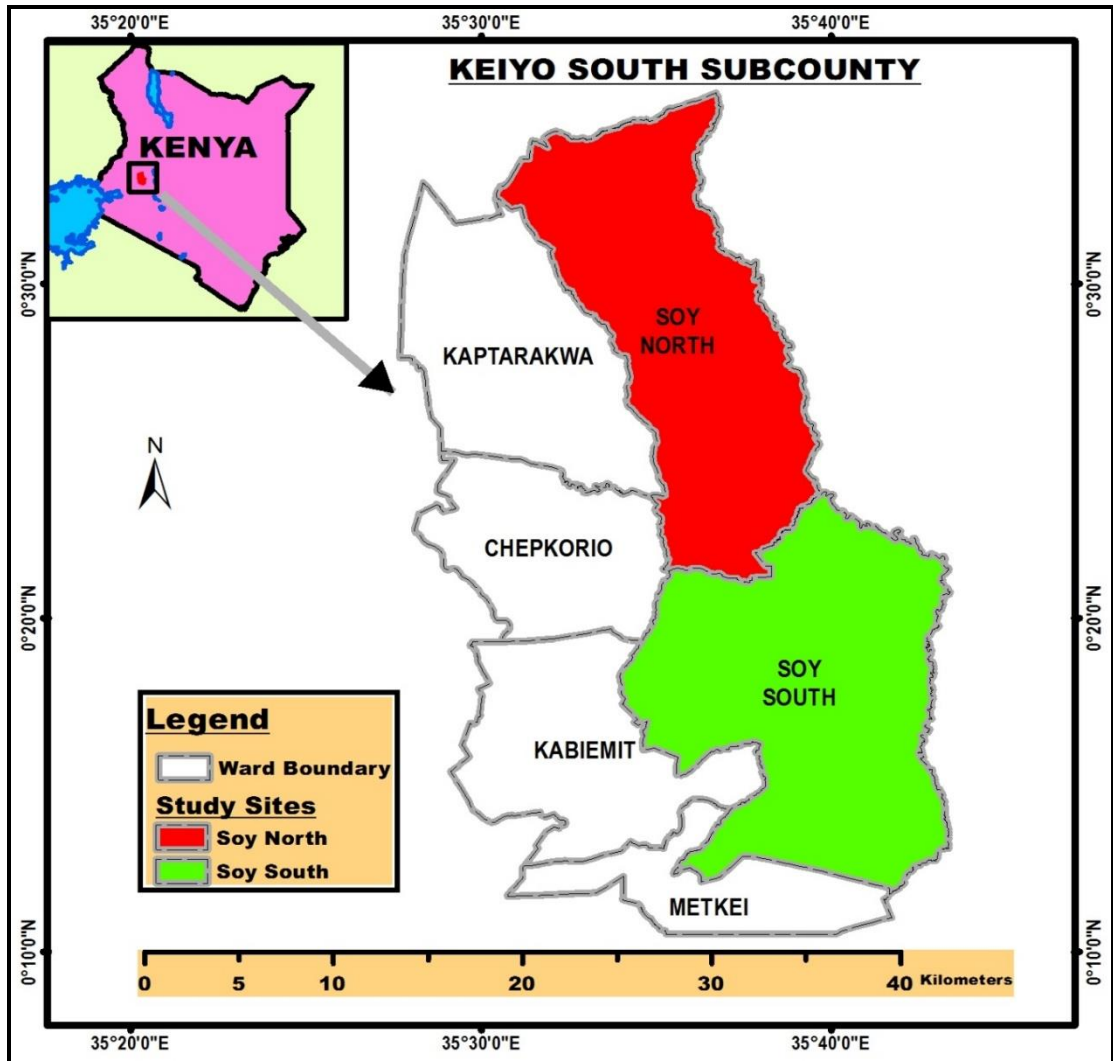 35°20'0"E 35°30'0"E 35°40'0"E
KEIYO SOUTH SUBCOUNTY
KENYA
0°30'0"N 0°30'0"N
SOY
NORTH
KAPTARAKWA
N
CHEPKORIO
0°20'0"N 0°20'0"N
SOY
SOUTH
KABIEMIT
Legend
Ward Boundary
Study Sites
Soy North
Soy South
METKEI
0°10'0"N 0°10'0"N
0 5 10 20 30 40 Kilometers
35°20'0"E 35°30'0"E 35°40'0"E